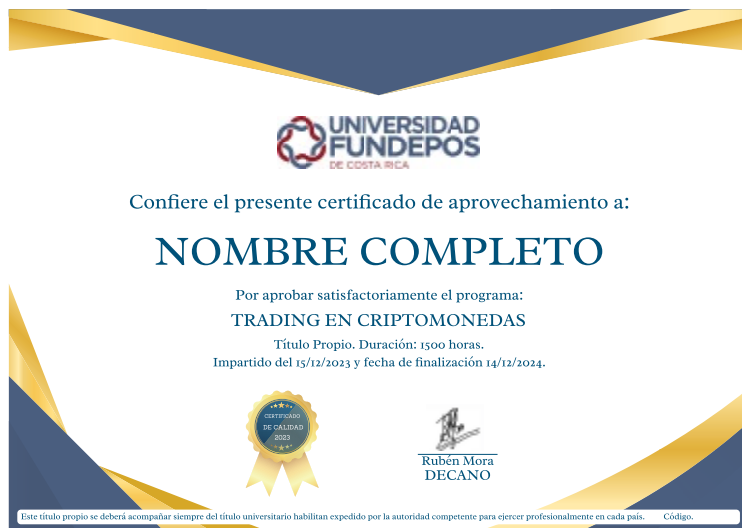 UNIVERSIDAD
FUNDEPOS
DE COSTA RICA
Confiere el presente certificado de aprovechamiento a:
NOMBRE COMPLETO
Por aprobar satisfactoriamente el programa:
TRADING EN CRIPTOMONEDAS
Título Propio. Duración: 1500 horas.
Impartido del 15/12/2023 y fecha de finalización 14/12/2024.
CERTIFICADO
DE CALIDAD
2023
Rubén Mora
DECANO
Este título propio se deberá acompañar siempre del título universitario habilitan expedido por la autoridad competente para ejercer profesionalmente en cada país. Código.